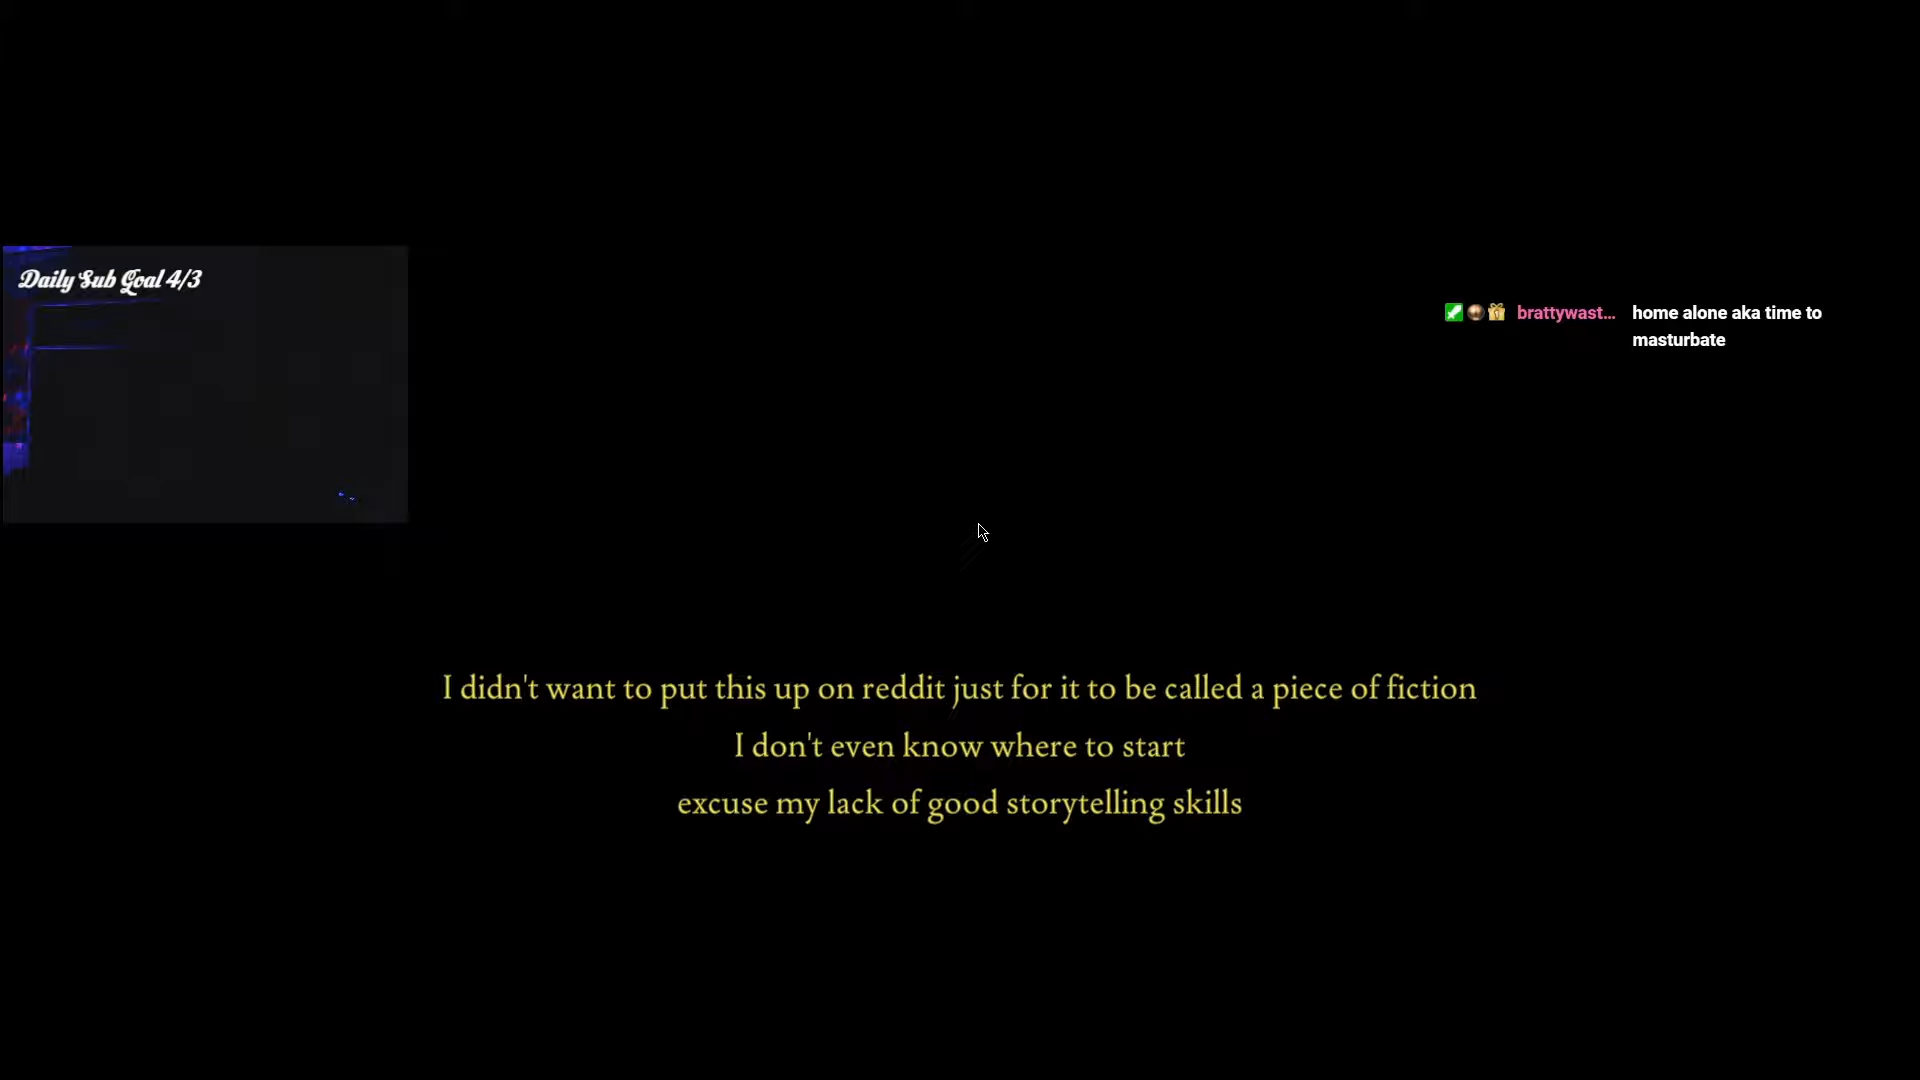 Daily Sub Goal 4/3
brattywast... home alone aka time to
masturbate
I didn't want to put this up on reddit just for it to be called a piece of fiction
I don't even know where to start
excuse my lack of good storytelling skills